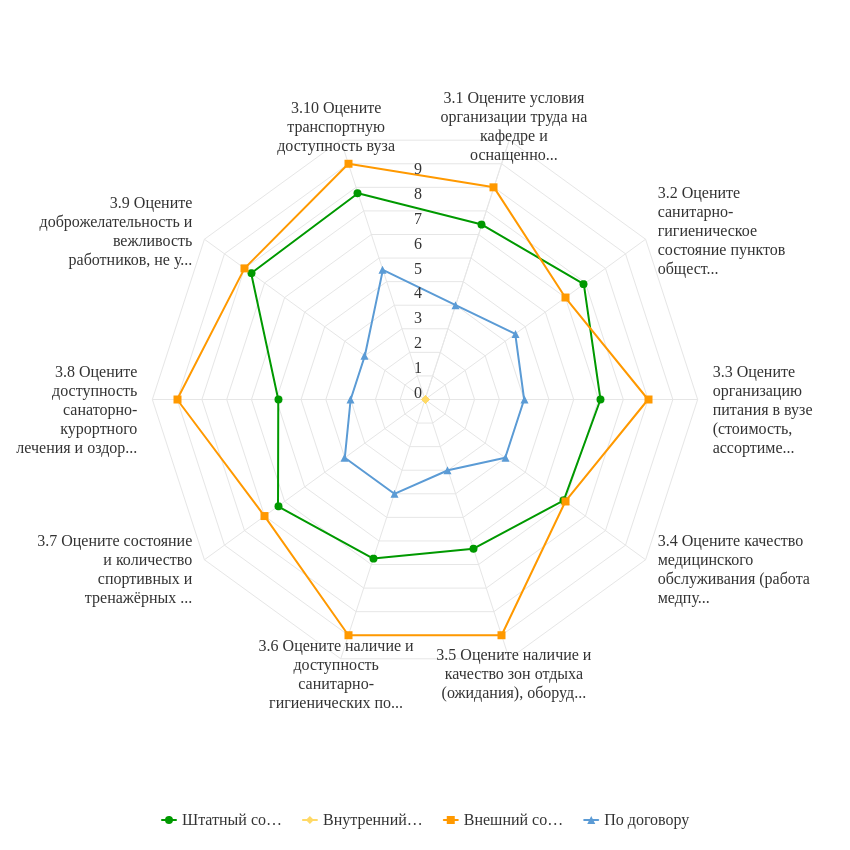 3.10 Оцените
транспортную
доступность вуза
3.1 Оцените условия
организации труда на
кафедре и
оснащенно...
3.2 Оцените
санитарно-
гигиеническое
состояние пунктов
общест...
3.3 Оцените
организацию
питания в вузе
(стоимость,
ассортиме...
3.4 Оцените качество
медицинского
обслуживания (работа
медпу...
3.5 Оцените наличие и
качество зон отдыха
(ожидания), оборуд...
3.6 Оцените наличие и
доступность
санитарно-
гигиенических по...
3.7 Оцените состояние
и количество
спортивных и
тренажёрных ...
3.8 Оцените
доступность
санаторно-
курортного
лечения и оздор...
3.9 Оцените
доброжелательность и
вежливость
работников, не у...
9
8
7
6
5
4
3
2
1
0
Штатный со…
Внутренний…
Внешний со…
По договору